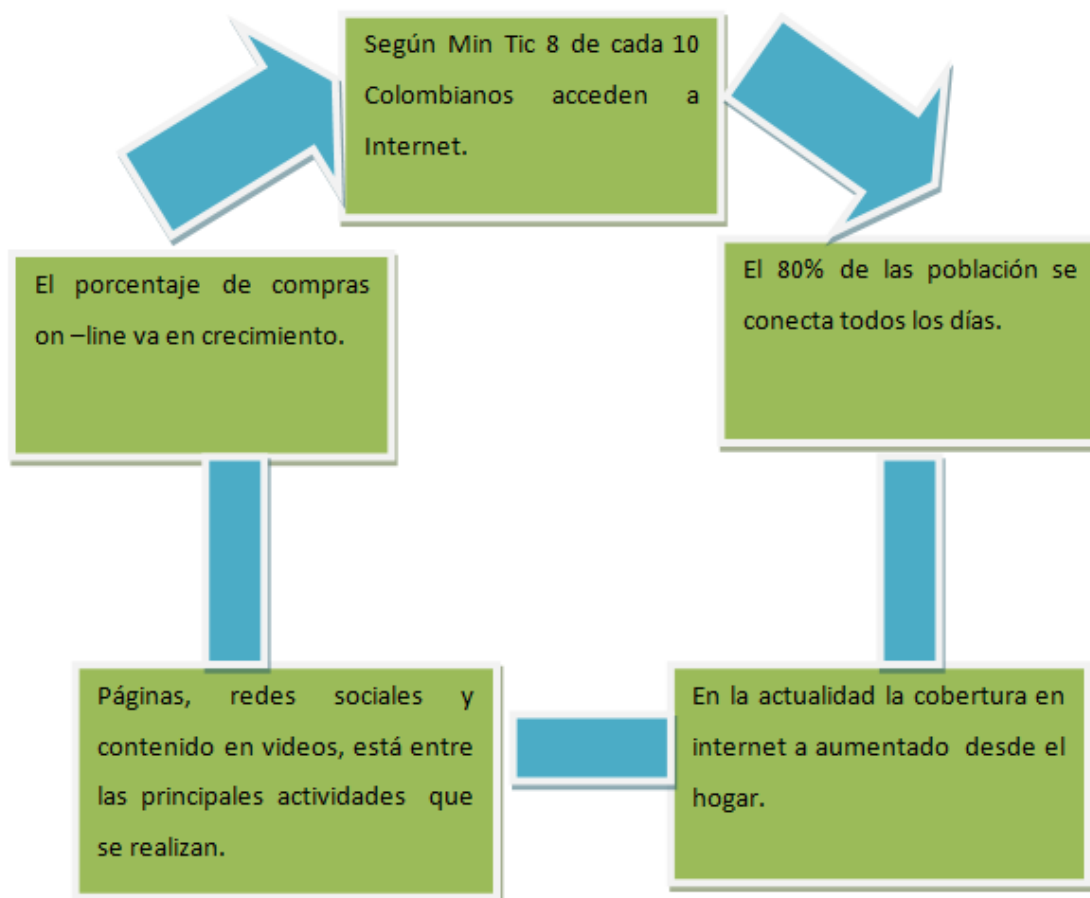 Según Min Tic 8 de cada 10
Colombianos acceden a
Internet.
El 80% de las población se
conecta todos los días.
En la actualidad la cobertura en
internet a aumentado desde el
hogar.
Páginas, redes sociales y
contenido en videos, está entre
las principales actividades que
se realizan.
El porcentaje de compras
on –line va en crecimiento.